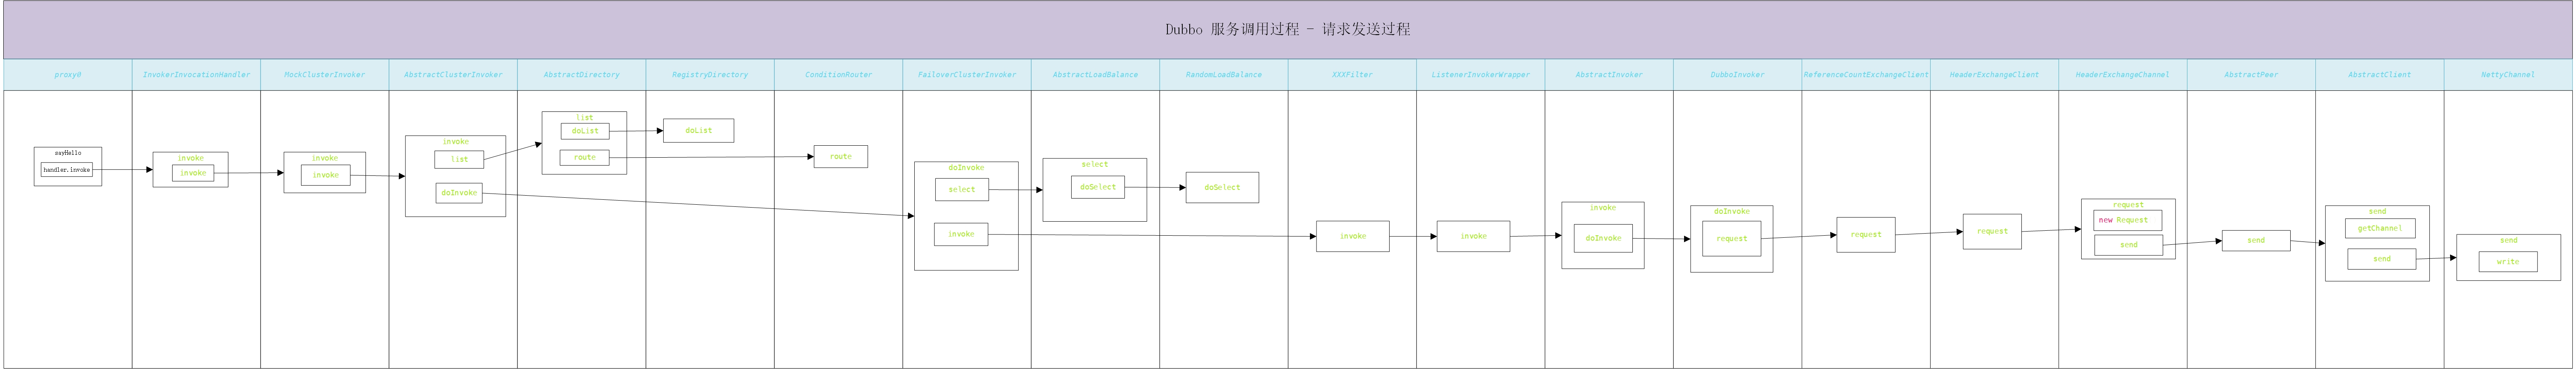 Dubbo 服务调用过程 - 请求发送过程
proxy0
InvokerInvocationHandler
MockClusterInvoker
AbstractClusterInvoker
AbstractDirectory
RegistryDirectory
ConditionRouter
FailoverClusterInvoker
AbstractLoadBalance
RandomLoadBalance
XXXFilter
ListenerInvokerWrapper
AbstractInvoker
DubboInvoker
ReferenceCountExchangeClient
HeaderExchangeClient
HeaderExchangeChannel
AbstractPeer
AbstractClient
NettyChannel
sayHello
handler.invoke
invoke
invoke
invoke
invoke
invoke
list
doInvoke
list
doList
route
doList
route
doInvoke
select
invoke
select
doSelect
doSelect
invoke
invoke
invoke
doInvoke
doInvoke
request
request
request
request
new Request
send
send
send
getChannel
send
send
write